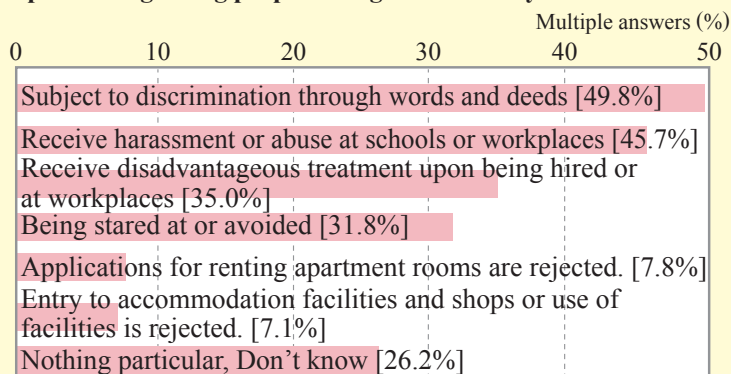 Multiple answers (%)
0 10 20 30 40 50
Subject to discrimination through words and deeds [49.8%]
Receive harassment or abuse at schools or workplaces [45.7%]
Receive disadvantageous treatment upon being hired or
at workplaces [35.0%]
Being stared at or avoided [31.8%]
Applications for renting apartment rooms are rejected. [7.8%]
Entry to accommodation facilities and shops or use of
facilities is rejected. [7.1%]
Nothing particular, Don’t know [26.2%]